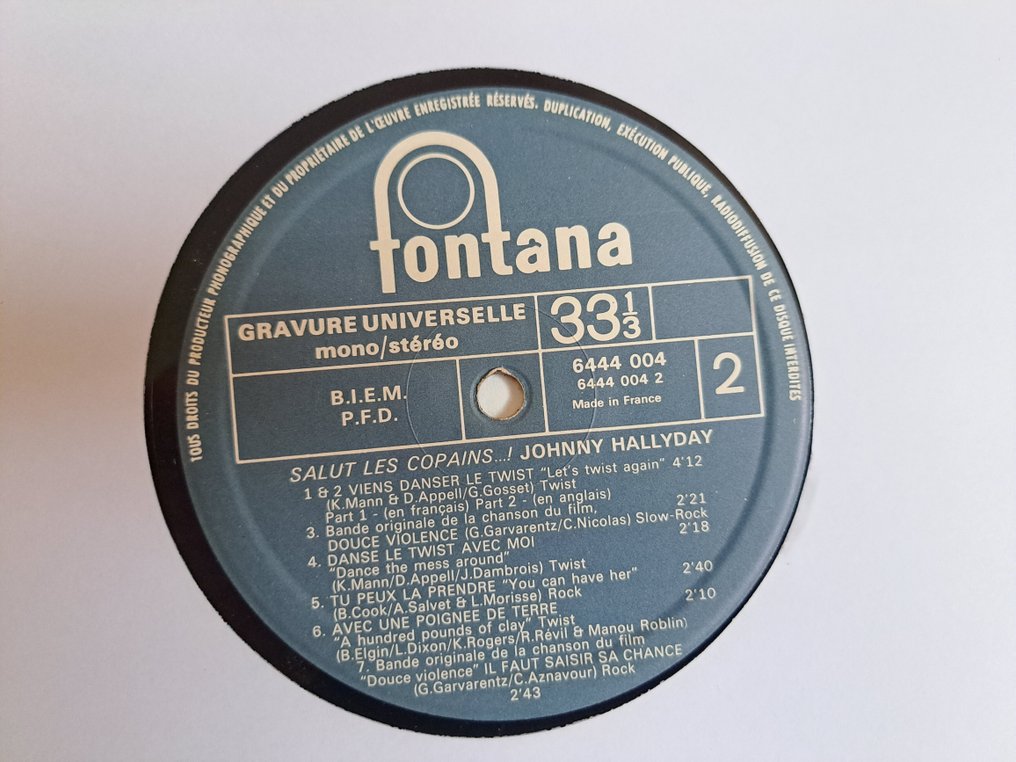 TOUS DROITS DU PRODUCTEUR PHONOGRAPHIQUE ET DU PROPRIÉTAIRE DE L'ŒUVRE ENREGISTRÉE RÉSERVÉS. DUPLICATION, EXÉCUTION PUBLIQUE, RADIODIFFUSION DE CE DISQUE INTERDITES
fontana
GRAVURE UNIVERSELLE
mono/stéréo
33 1/3
B.I.E.M.
P.F.D.
6444 004
6444 004 2
Made in France
2
SALUT LES COPAINS...! JOHNNY HALLYDAY
1 & 2 VIENS DANSER LE TWIST "Let's twist again" 4'12
(K.Mann & D.Appell/G.Gosset) Twist
Part 1 - (en français) Part 2 - (en anglais)
3. Bande originale de la chanson du film, 2'21
DOUCE VIOLENCE (G.Garvarentz/C.Nicolas) Slow-Rock
4. DANSE LE TWIST AVEC MOI 2'18
"Dance the mess around"
(K.Mann/D.Appell/J.Dambrois) Twist
5. TU PEUX LA PRENDRE "You can have her" 2'40
(B.Cook/A.Salvet & L.Morisse) Rock
6. AVEC UNE POIGNEE DE TERRE 2'10
"A hundred pounds of clay" Twist
(B.Elgin/L.Dixon/K.Rogers/R.Révil & Manou Roblin)
7. Bande originale de la chanson du film
"Douce violence" IL FAUT SAISIR SA CHANCE
(G.Garvarentz/C.Aznavour) Rock
2'43